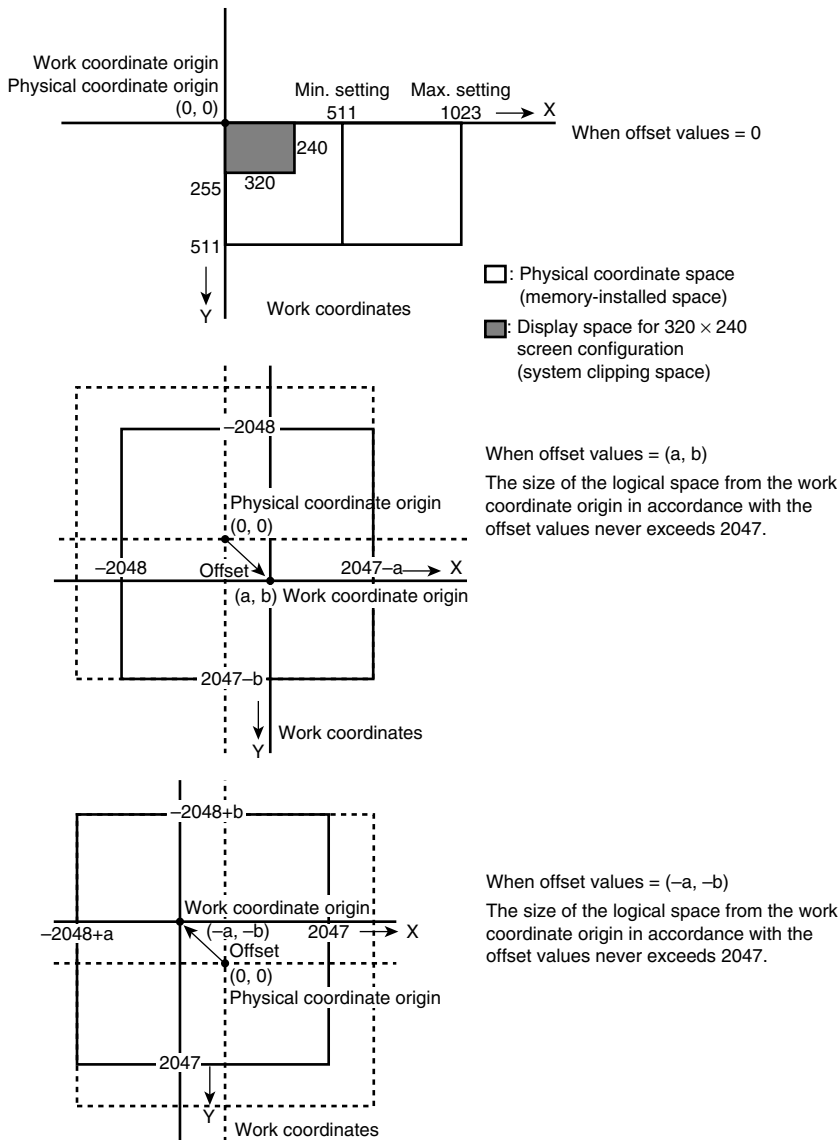 Work coordinate origin
Physical coordinate origin
(0, 0)
Min. setting
511
Max. setting
1023
X
When offset values = 0
240
320
255
511
Y
Work coordinates
: Physical coordinate space
(memory-installed space)
: Display space for 320 × 240
screen configuration
(system clipping space)
–2048
Physical coordinate origin
(0, 0)
–2048
Offset
2047–a
X
(a, b) Work coordinate origin
2047–b
Y
Work coordinates
When offset values = (a, b)
The size of the logical space from the work
coordinate origin in accordance with the
offset values never exceeds 2047.
–2048+b
Work coordinate origin
–2048+a
(–a, –b)
2047
X
Offset
(0, 0)
Physical coordinate origin
2047
Y
Work coordinates
When offset values = (–a, –b)
The size of the logical space from the work
coordinate origin in accordance with the
offset values never exceeds 2047.